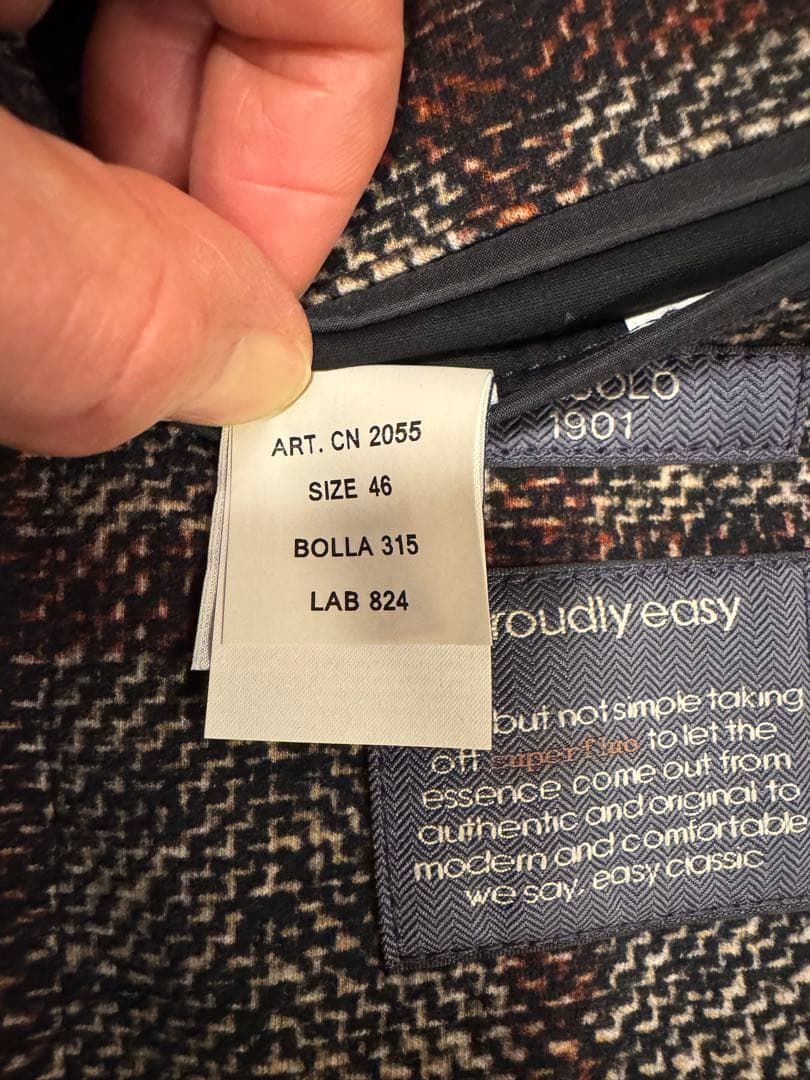 ART. CN 2055
SIZE 46
BOLLA 315
LAB 824
1901
roudly easy
but not simple taking
off superfluo to let the
essence come out from
authentic and original to
modern and comfortable
we say, easy classic